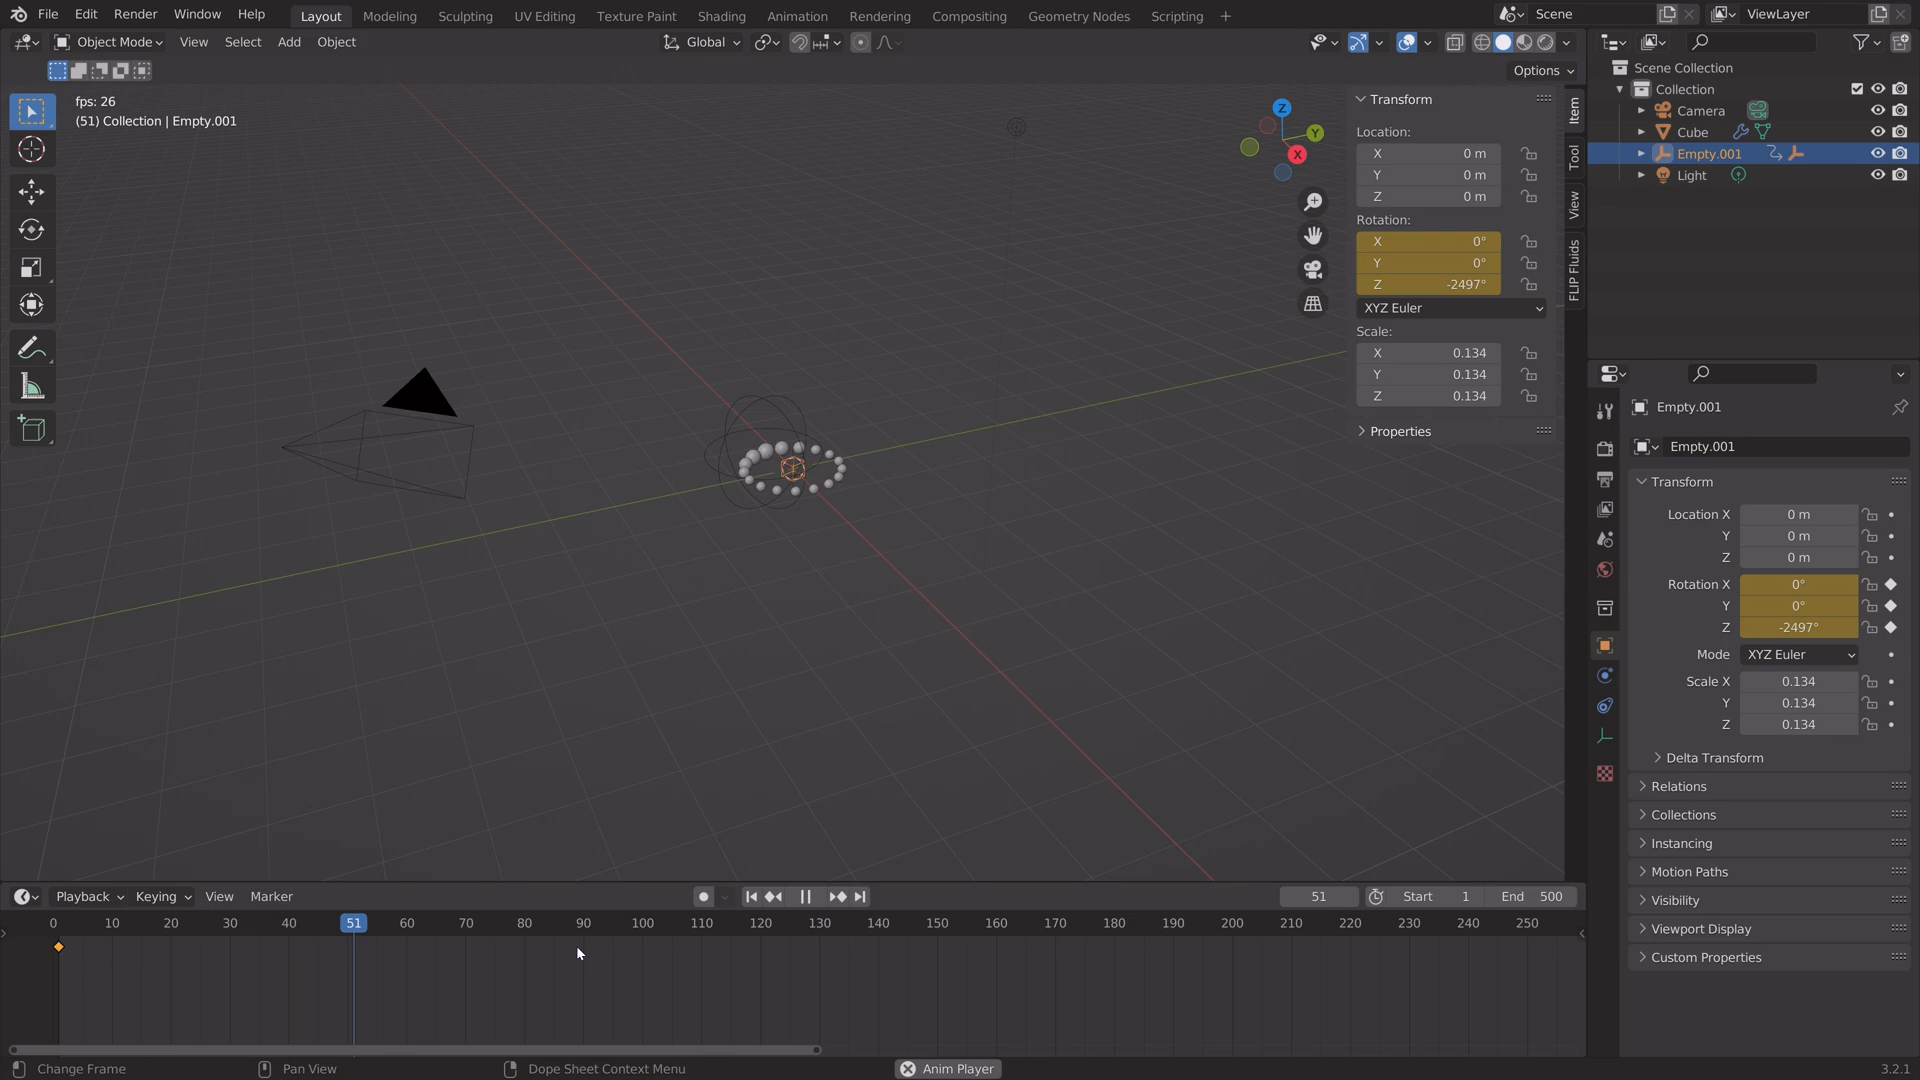 File Edit Render Window Help Layout Modeling Sculpting UV Editing Texture Paint Shading Animation Rendering Compositing Geometry Nodes Scripting + Scene ViewLayer
Object Mode View Select Add Object Global
Options
fps: 26
(51) Collection | Empty.001
Z
Y
X
Transform
Location:
X 0 m
Y 0 m
Z 0 m
Rotation:
X 0°
Y 0°
Z -2497°
XYZ Euler
Scale:
X 0.134
Y 0.134
Z 0.134
Properties
Item
Tool
View
FLIP Fluids
Scene Collection
Collection
Camera
Cube
Empty.001
Light
Empty.001
Empty.001
Transform
Location X 0 m
Y 0 m
Z 0 m
Rotation X 0°
Y 0°
Z -2497°
Mode XYZ Euler
Scale X 0.134
Y 0.134
Z 0.134
Delta Transform
Relations
Collections
Instancing
Motion Paths
Visibility
Viewport Display
Custom Properties
Playback Keying View Marker 51 Start 1 End 500
0 10 20 30 40 51 60 70 80 90 100 110 120 130 140 150 160 170 180 190 200 210 220 230 240 250
Change Frame Pan View Dope Sheet Context Menu Anim Player 3.2.1